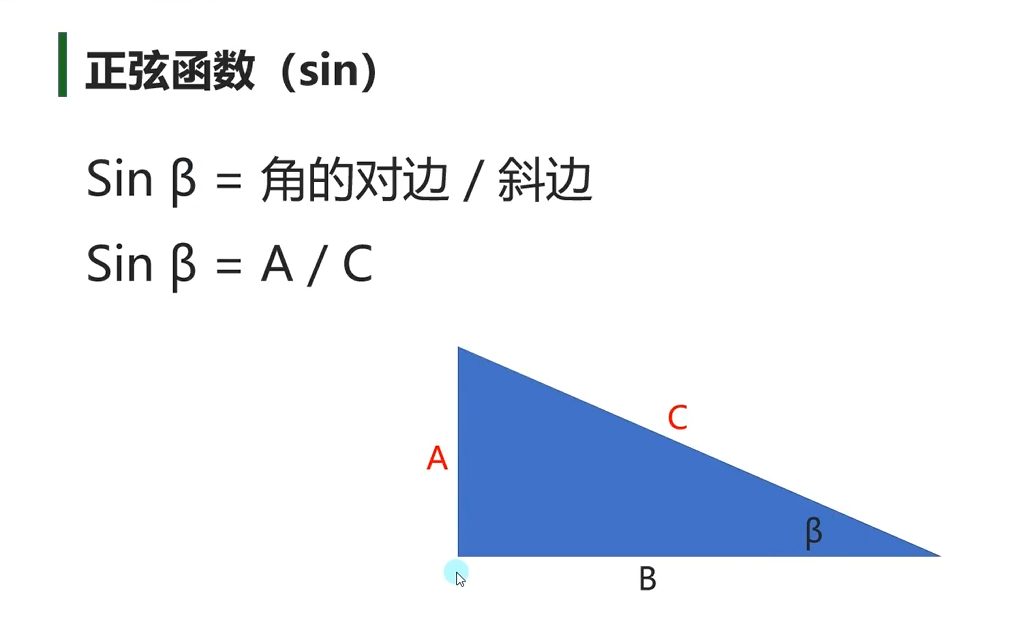 正弦函数（sin）
Sin β = 角的对边 / 斜边
Sin β = A / C
C
A
β
B